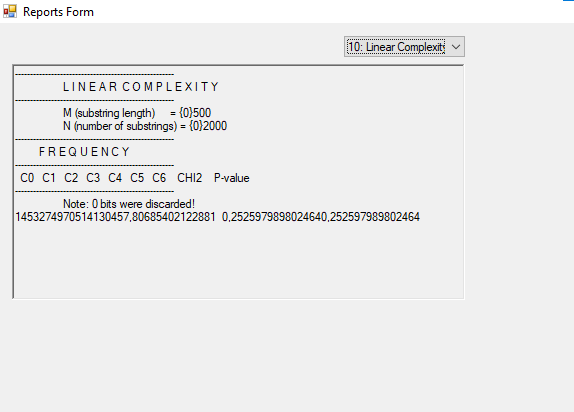 Reports Form
10: Linear Complexit
--------------------------------------------------------
L I N E A R  C O M P L E X I T Y
--------------------------------------------------------
M (substring length)     = {0}500
N (number of substrings) = {0}2000
--------------------------------------------------------
F R E Q U E N C Y
--------------------------------------------------------
C0   C1   C2   C3   C4   C5   C6    CHI2    P-value
--------------------------------------------------------
Note: 0 bits were discarded!
1453274970514130457,80685402122881  0,2525979898024640,252597989802464